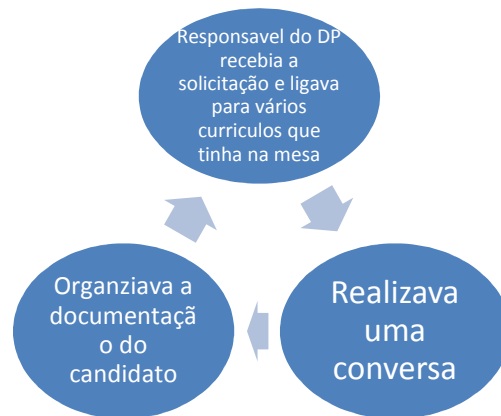 Responsavel do DP
recebia a
solicitação e ligava
para vários
curriculos que
tinha na mesa
Realizava
uma
conversa
Organziava a
documentaçã
o do
candidato